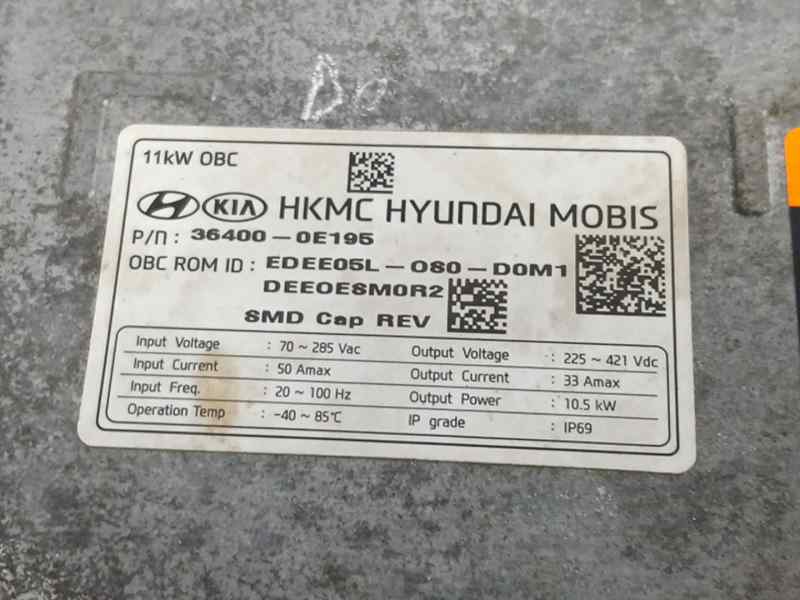 11kW OBC
KIA HKMC HYUNDAI MOBIS
P/N : 36400-0E195
OBC ROM ID : EDEE05L-OS0-D0M1
DEEOESM0R2
SMD Cap REV
Input Voltage : 70 ~ 285 Vac
Input Current : 50 Amax
Input Freq. : 20 ~ 100 Hz
Operation Temp : -40 ~ 85℃
Output Voltage : 225 ~ 421 Vdc
Output Current : 33 Amax
Output Power : 10.5 kW
IP grade : IP69